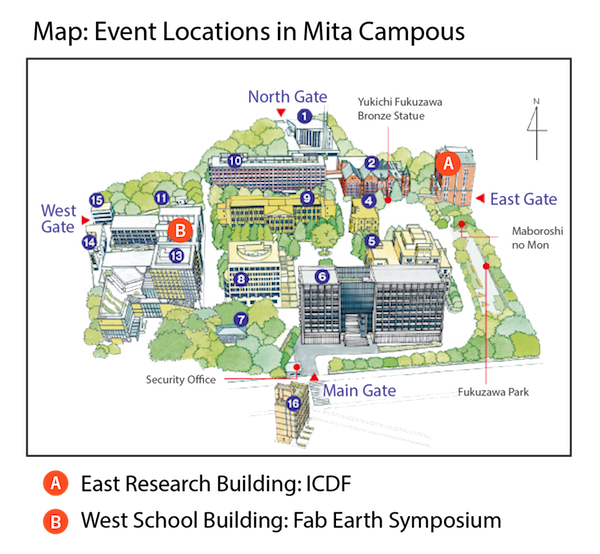 Map: Event Locations in Mita Campous
North Gate
Yukichi Fukuzawa
Bronze Statue
N
1
10
2
A
15
11
9
4
East Gate
West
Gate
B
Maboroshi
no Mon
14
13
5
8
6
7
Security Office
Main Gate
Fukuzawa Park
16
A East Research Building: ICDF
B West School Building: Fab Earth Symposium